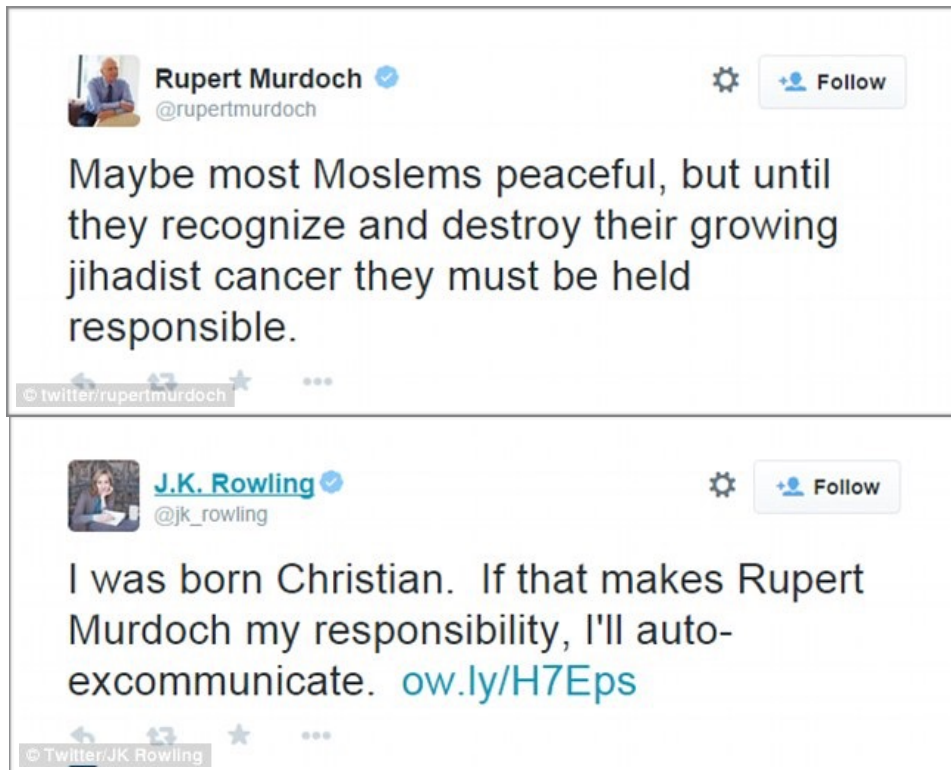 Rupert Murdoch
@rupertmurdoch
Follow
Maybe most Moslems peaceful, but until
they recognize and destroy their growing
jihadist cancer they must be held
responsible.
© twitter/rupertmurdoch
J.K. Rowling
@jk_rowling
Follow
I was born Christian.  If that makes Rupert
Murdoch my responsibility, I'll auto-
excommunicate.  ow.ly/H7Eps
© Twitter/JK Rowling